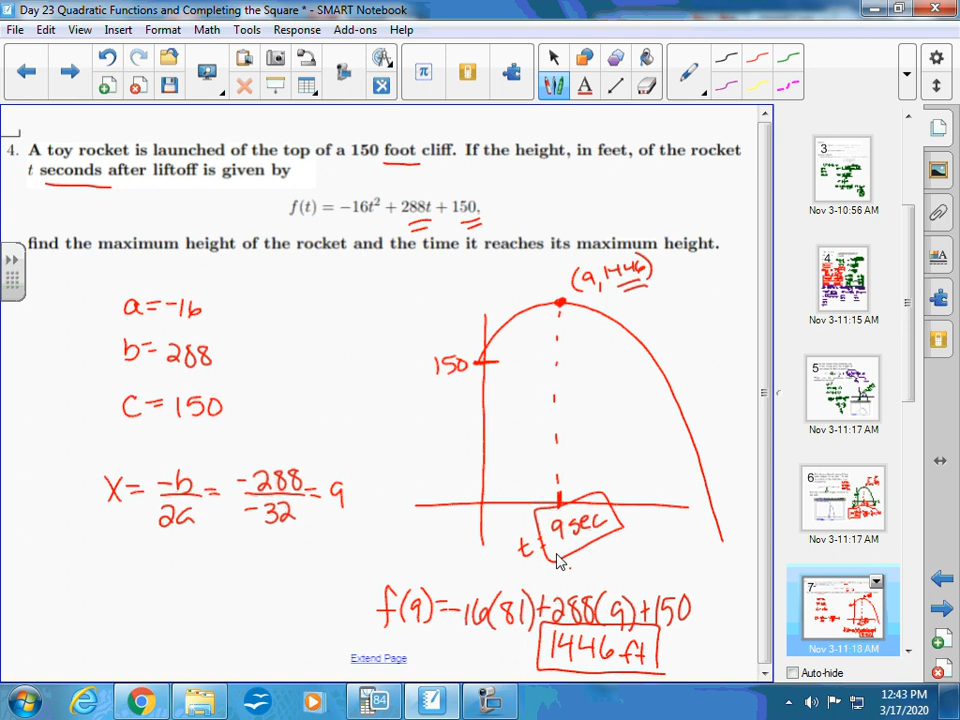 Day 23 Quadratic Functions and Completing the Square * - SMART Notebook
File Edit View Insert Format Math Tools Response Add-ons Help
4. A toy rocket is launched of the top of a 150 foot cliff. If the height, in feet, of the rocket
t seconds after liftoff is given by
f(t) = −16t² + 288t + 150,
find the maximum height of the rocket and the time it reaches its maximum height.
(9, 1446)
a = -16
b = 288
c = 150
150
x = -b/2a = -288/-32 = 9
t = 9 sec
f(9) = -16(81) + 288(9) + 150
1446 ft
Extend Page
3
Nov 3-10:56 AM
4
Nov 3-11:15 AM
5
Nov 3-11:17 AM
6
Nov 3-11:17 AM
7
Nov 3-11:18 AM
Auto-hide
84
12:43 PM
3/17/2020